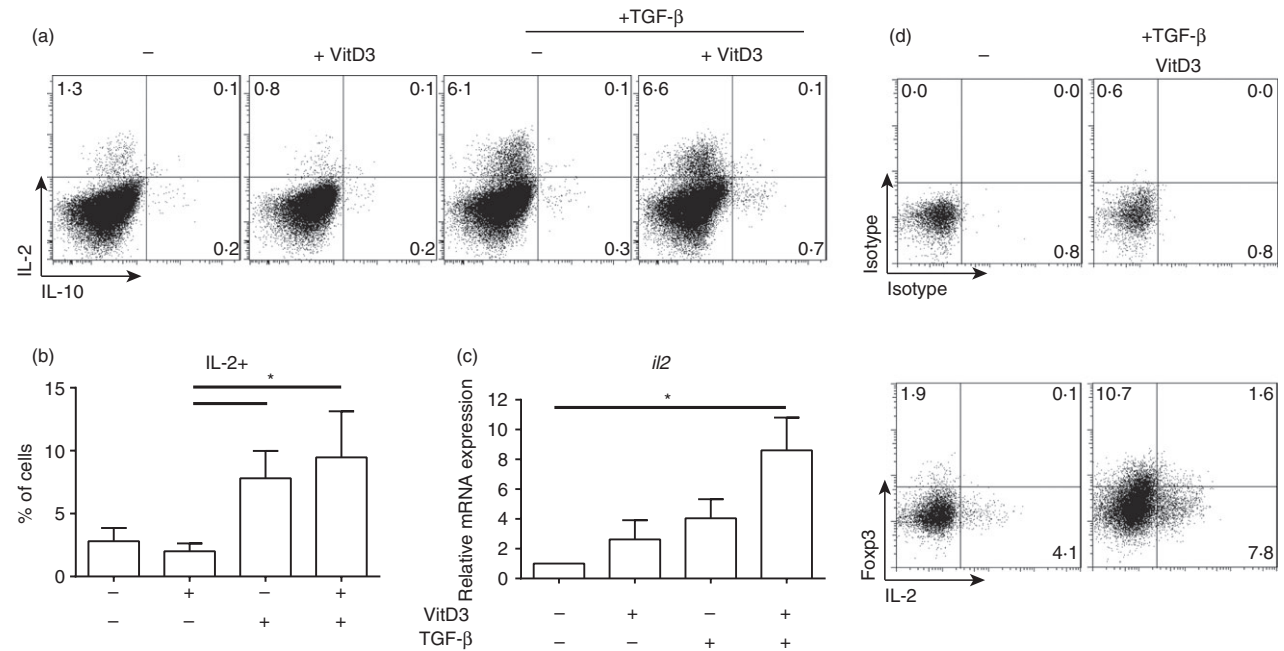 (a)
+TGF-β
– + VitD3 – + VitD3
1·3 0·1 0·8 0·1 6·1 0·1 6·6 0·1
0·2 0·2 0·3 0·7
IL-2
IL-10
(d)
+TGF-β
– VitD3
0·0 0·0 0·6 0·0
0·8 0·8
Isotype
Isotype
(b)
IL-2+
*
% of cells
15
10
5
0
– + – +
– – + +
(c)
il2
*
Relative mRNA expression
12
10
8
6
4
2
0
VitD3 – + – +
TGF-β – – + +
1·9 0·1 10·7 1·6
4·1 7·8
Foxp3
IL-2